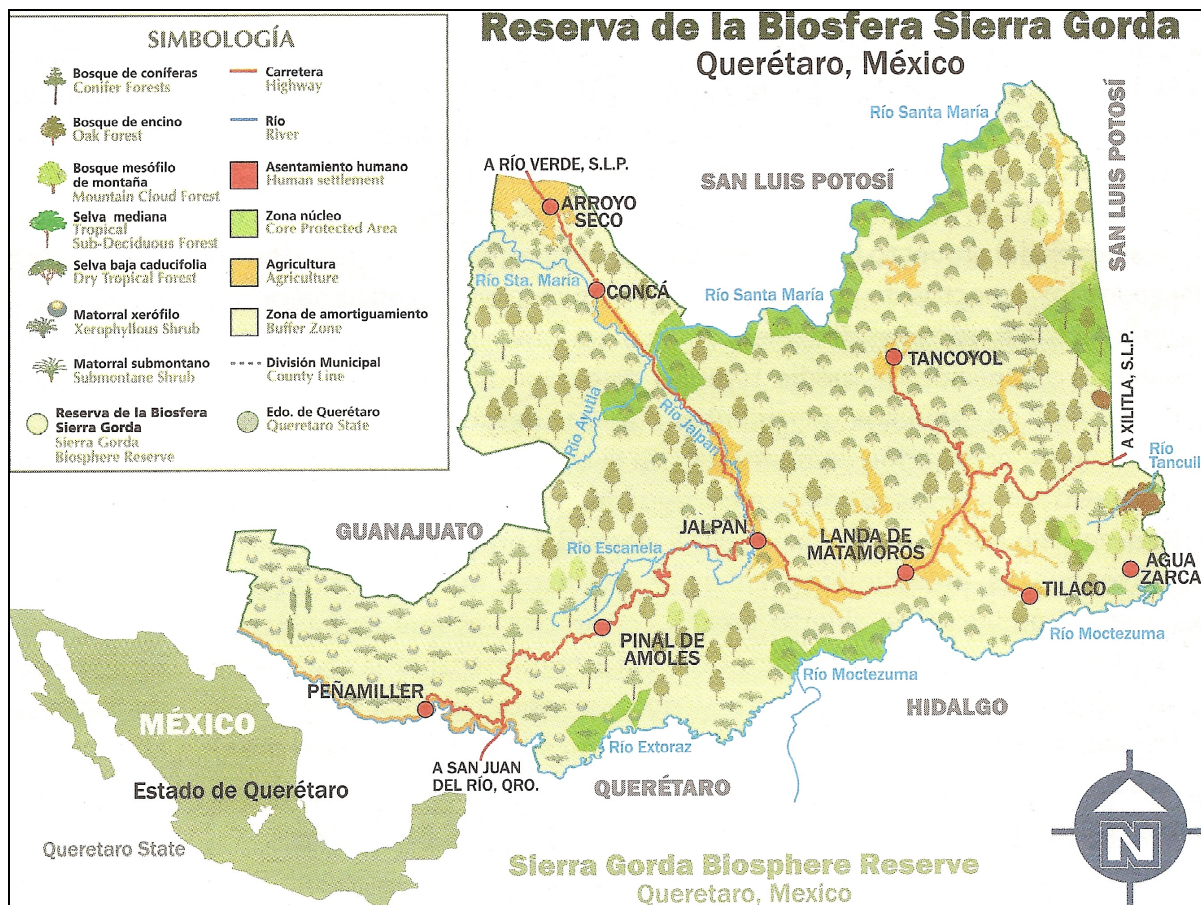 SIMBOLOGÍA
Bosque de coníferas
Conifer Forests
Bosque de encino
Oak Forest
Bosque mesófilo
de montaña
Mountain Cloud Forest
Selva mediana
Tropical
Sub-Deciduous Forest
Selva baja caducifolia
Dry Tropical Forest
Matorral xerófilo
Xerophyllous Shrub
Matorral submontano
Submontane Shrub
Reserva de la Biosfera
Sierra Gorda
Sierra Gorda
Biosphere Reserve
Carretera
Highway
Río
River
Asentamiento humano
Human settlement
Zona núcleo
Core Protected Area
Agricultura
Agriculture
Zona de amortiguamiento
Buffer Zone
División Municipal
County Line
Edo. de Querétaro
Queretaro State
Reserva de la Biosfera Sierra Gorda
Querétaro, México
Río Santa María
SAN LUIS POTOSÍ
SAN LUIS POTOSÍ
A RÍO VERDE, S.L.P.
ARROYO
SECO
Río Sta. María
CONCÁ
Río Santa María
TANCOYOL
A XILITLA, S.L.P.
Río Ayutla
Río Jalpan
Río
Tancuil
GUANAJUATO
JALPAN
LANDA DE
MATAMOROS
Río Escanela
AGUA
ZARCA
TILACO
PINAL DE
AMOLES
Río Moctezuma
Río Moctezuma
PEÑAMILLER
HIDALGO
Río Extoraz
A SAN JUAN
DEL RÍO, QRO.
QUERÉTARO
MÉXICO
Estado de Querétaro
Queretaro State
N
Sierra Gorda Biosphere Reserve
Queretaro, Mexico